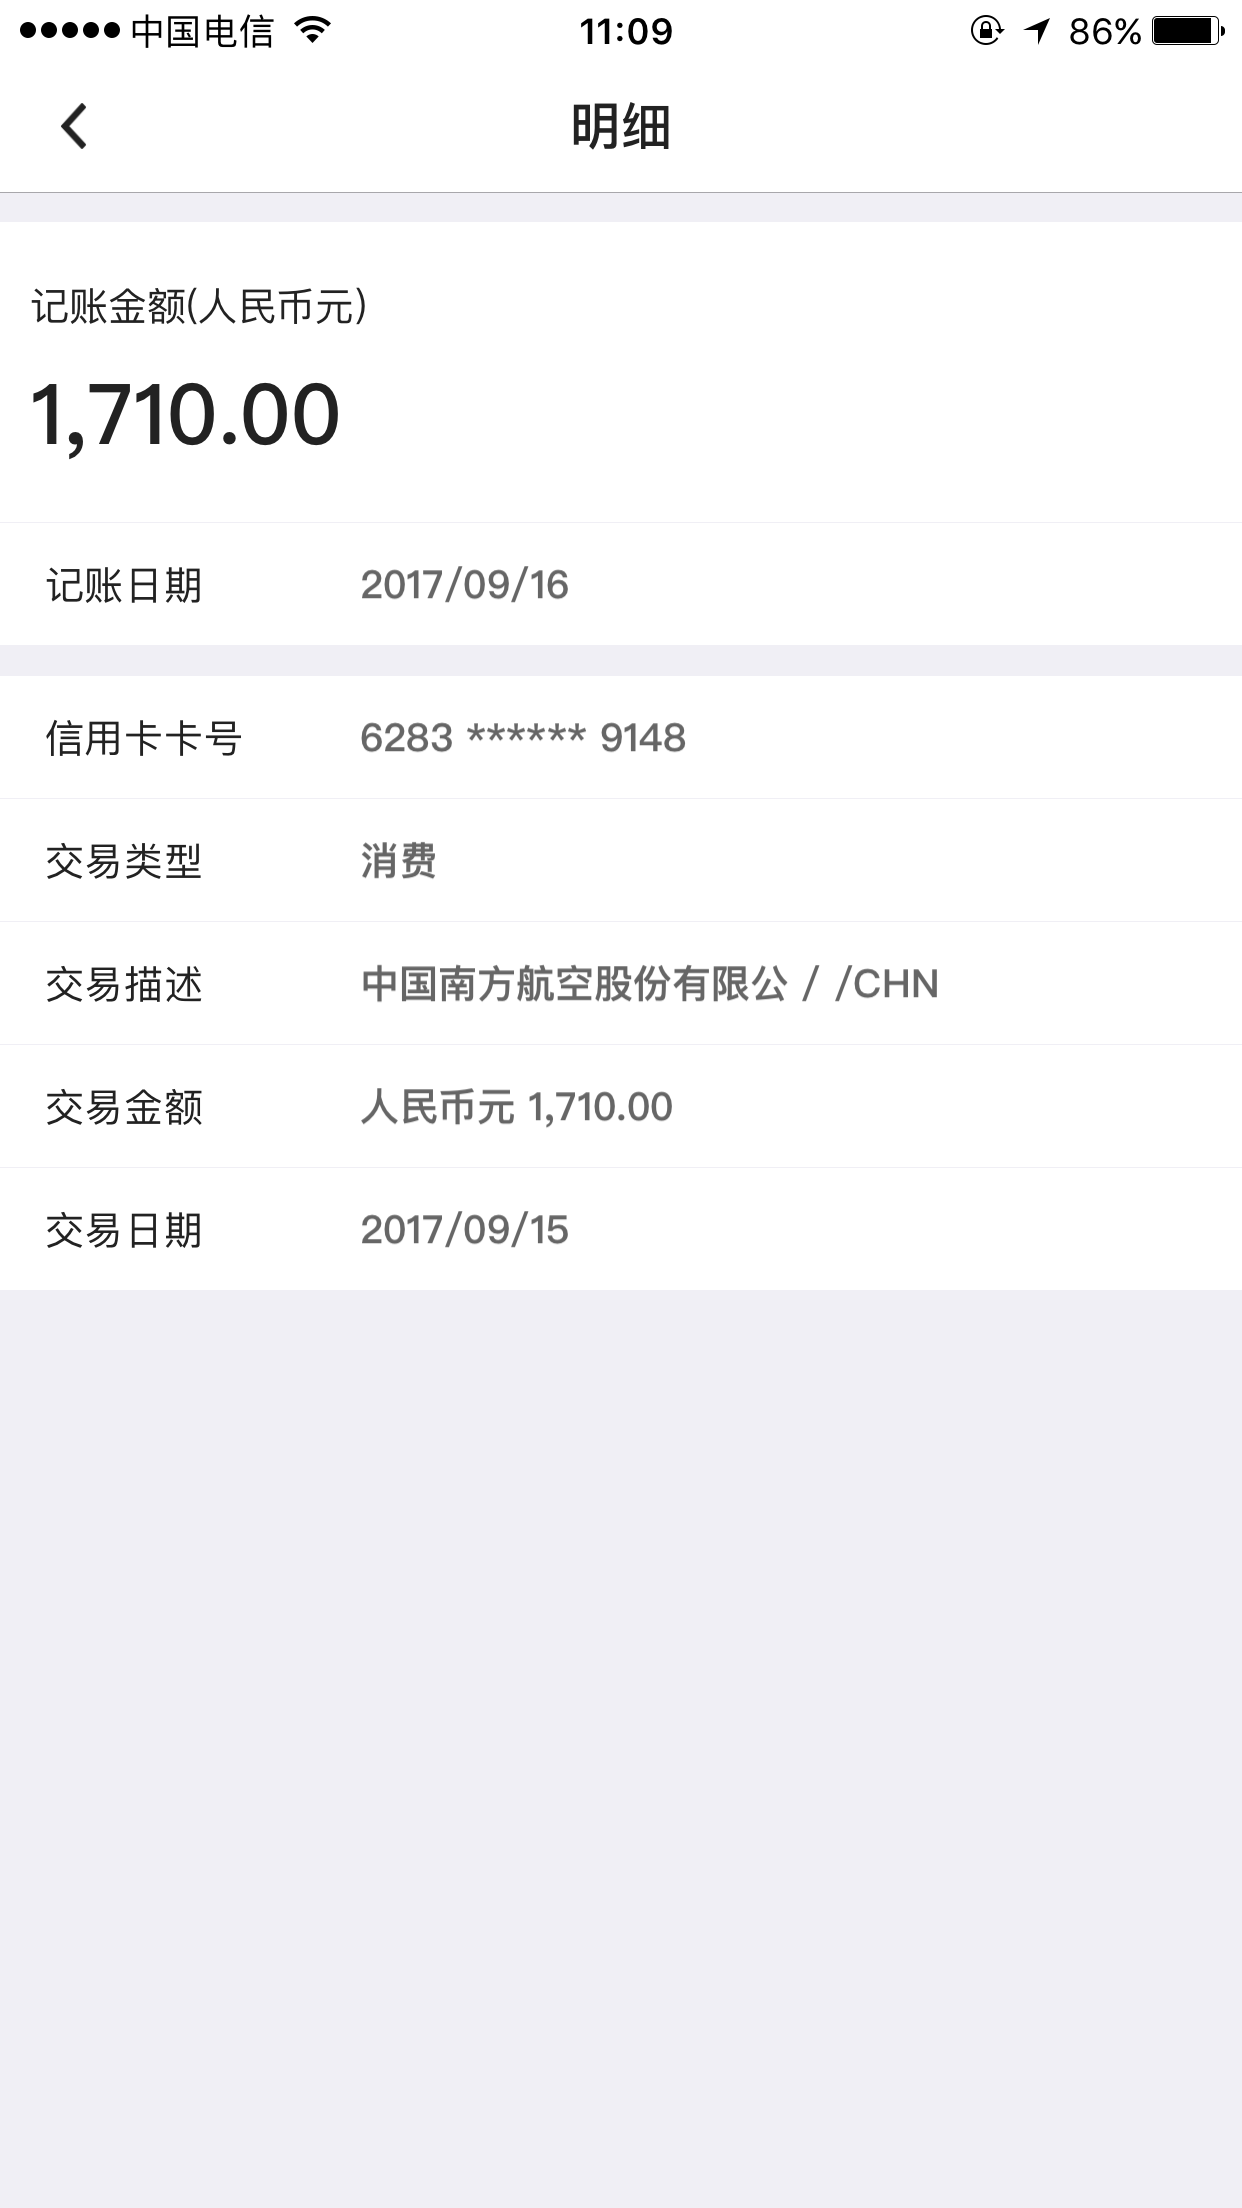 中国电信 11:09 86%
明细
记账金额(人民币元)
1,710.00
记账日期 2017/09/16
信用卡卡号 6283 ****** 9148
交易类型 消费
交易描述 中国南方航空股份有限公 / /CHN
交易金额 人民币元 1,710.00
交易日期 2017/09/15